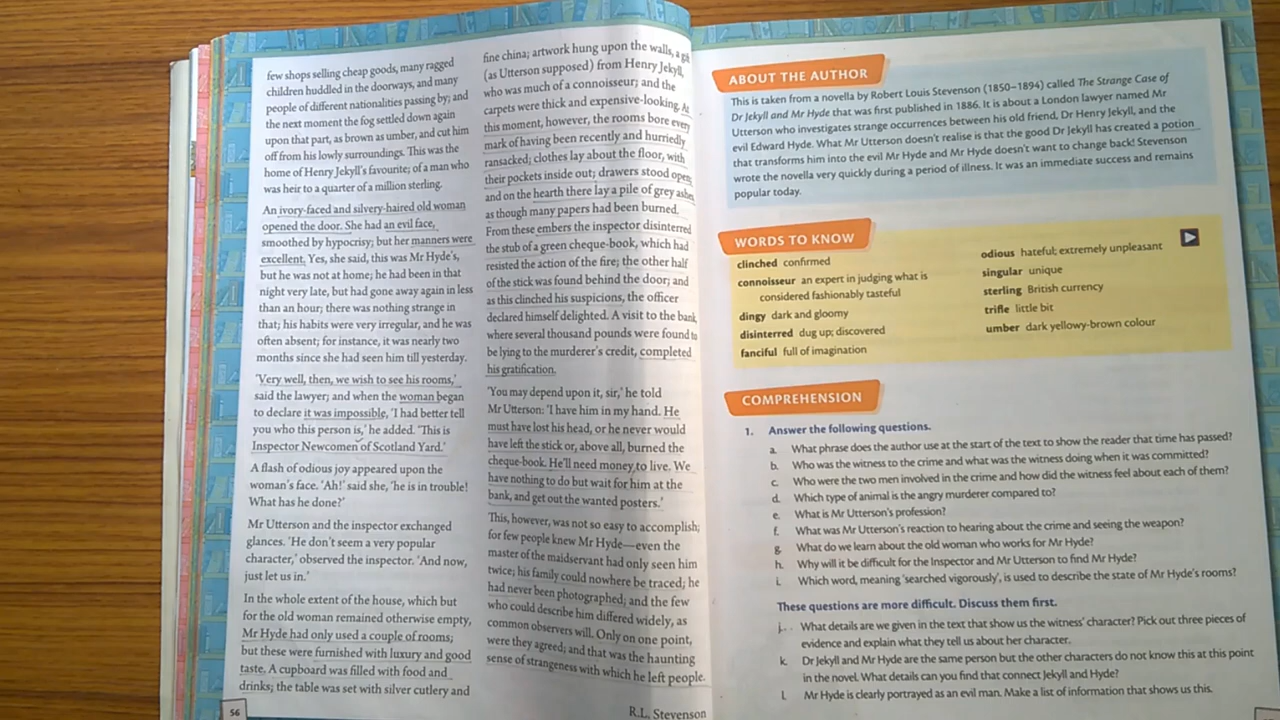 few shops selling cheap goods, many ragged
children huddled in the doorways, and many
people of different nationalities passing by; and
the next moment the fog settled down again
upon that part, as brown as umber, and cut him
off from his lowly surroundings. This was the
home of Henry Jekyll's favourite; of a man who
was heir to a quarter of a million sterling.
An ivory-faced and silvery-haired old woman
opened the door. She had an evil face,
smoothed by hypocrisy; but her manners were
excellent. Yes, she said, this was Mr Hyde's,
but he was not at home; he had been in that
night very late, but had gone away again in less
than an hour; there was nothing strange in
that; his habits were very irregular, and he was
often absent; for instance, it was nearly two
months since she had seen him till yesterday.
'Very well, then, we wish to see his rooms,'
said the lawyer; and when the woman began
to declare it was impossible, 'I had better tell
you who this person is,' he added. 'This is
Inspector Newcomen of Scotland Yard.'
A flash of odious joy appeared upon the
woman's face. 'Ah!' said she, 'he is in trouble!
What has he done?'
Mr Utterson and the inspector exchanged
glances. 'He don't seem a very popular
character,' observed the inspector. 'And now,
just let us in.'
In the whole extent of the house, which but
for the old woman remained otherwise empty,
Mr Hyde had only used a couple of rooms;
but these were furnished with luxury and good
taste. A cupboard was filled with food and
drinks; the table was set with silver cutlery and
56
fine china; artwork hung upon the walls, a gift
(as Utterson supposed) from Henry Jekyll,
who was much of a connoisseur; and the
carpets were thick and expensive-looking. At
this moment, however, the rooms bore every
mark of having been recently and hurriedly
ransacked; clothes lay about the floor, with
their pockets inside out; drawers stood open;
and on the hearth there lay a pile of grey ashes,
as though many papers had been burned.
From these embers the inspector disinterred
the stub of a green cheque-book, which had
resisted the action of the fire; the other half
of the stick was found behind the door; and
as this clinched his suspicions, the officer
declared himself delighted. A visit to the bank,
where several thousand pounds were found to
be lying to the murderer's credit, completed
his gratification.
'You may depend upon it, sir,' he told
Mr Utterson: 'I have him in my hand. He
must have lost his head, or he never would
have left the stick or, above all, burned the
cheque-book. He'll need money to live. We
have nothing to do but wait for him at the
bank, and get out the wanted posters.'
This, however, was not so easy to accomplish;
for few people knew Mr Hyde—even the
master of the maidservant had only seen him
twice; his family could nowhere be traced; he
had never been photographed; and the few
who could describe him differed widely, as
common observers will. Only on one point,
were they agreed; and that was the haunting
sense of strangeness with which he left people.
R.L. Stevenson
ABOUT THE AUTHOR
This is taken from a novella by Robert Louis Stevenson (1850–1894) called The Strange Case of
Dr Jekyll and Mr Hyde that was first published in 1886. It is about a London lawyer named Mr
Utterson who investigates strange occurrences between his old friend, Dr Henry Jekyll, and the
evil Edward Hyde. What Mr Utterson doesn't realise is that the good Dr Jekyll has created a potion
that transforms him into the evil Mr Hyde and Mr Hyde doesn't want to change back! Stevenson
wrote the novella very quickly during a period of illness. It was an immediate success and remains
popular today.
WORDS TO KNOW
clinched confirmed
connoisseur an expert in judging what is
considered fashionably tasteful
dingy dark and gloomy
disinterred dug up; discovered
fanciful full of imagination
odious hateful; extremely unpleasant
singular unique
sterling British currency
trifle little bit
umber dark yellowy-brown colour
COMPREHENSION
1. Answer the following questions.
a. What phrase does the author use at the start of the text to show the reader that time has passed?
b. Who was the witness to the crime and what was the witness doing when it was committed?
c. Who were the two men involved in the crime and how did the witness feel about each of them?
d. Which type of animal is the angry murderer compared to?
e. What is Mr Utterson's profession?
f. What was Mr Utterson's reaction to hearing about the crime and seeing the weapon?
g. What do we learn about the old woman who works for Mr Hyde?
h. Why will it be difficult for the Inspector and Mr Utterson to find Mr Hyde?
i. Which word, meaning 'searched vigorously', is used to describe the state of Mr Hyde's rooms?
These questions are more difficult. Discuss them first.
j. What details are we given in the text that show us the witness' character? Pick out three pieces of
evidence and explain what they tell us about her character.
k. Dr Jekyll and Mr Hyde are the same person but the other characters do not know this at this point
in the novel. What details can you find that connect Jekyll and Hyde?
l. Mr Hyde is clearly portrayed as an evil man. Make a list of information that shows us this.